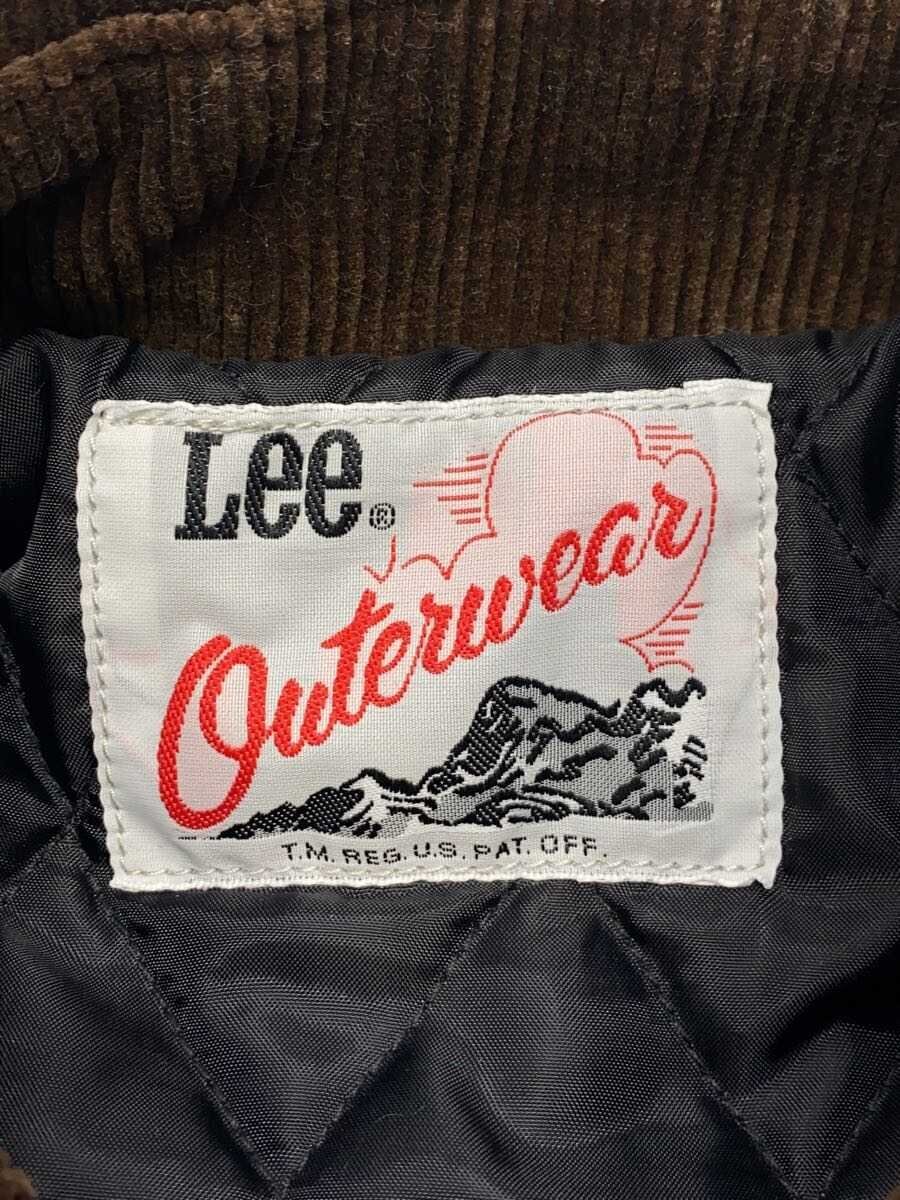 Lee®
Outerwear
T.M. REG. U.S. PAT. OFF.